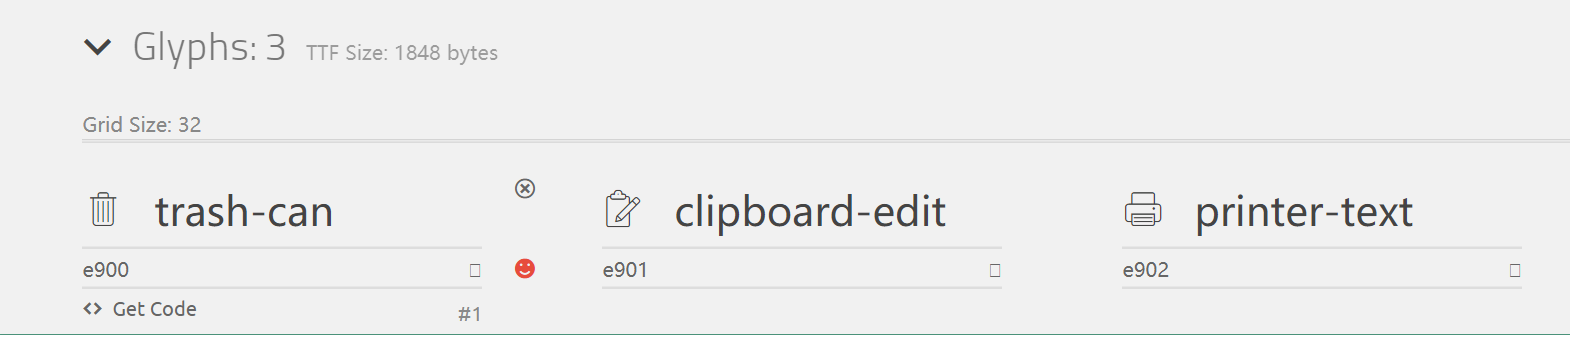 Glyphs: 3 TTF Size: 1848 bytes
Grid Size: 32
trash-can clipboard-edit printer-text
e900 e901 e902
Get Code #1